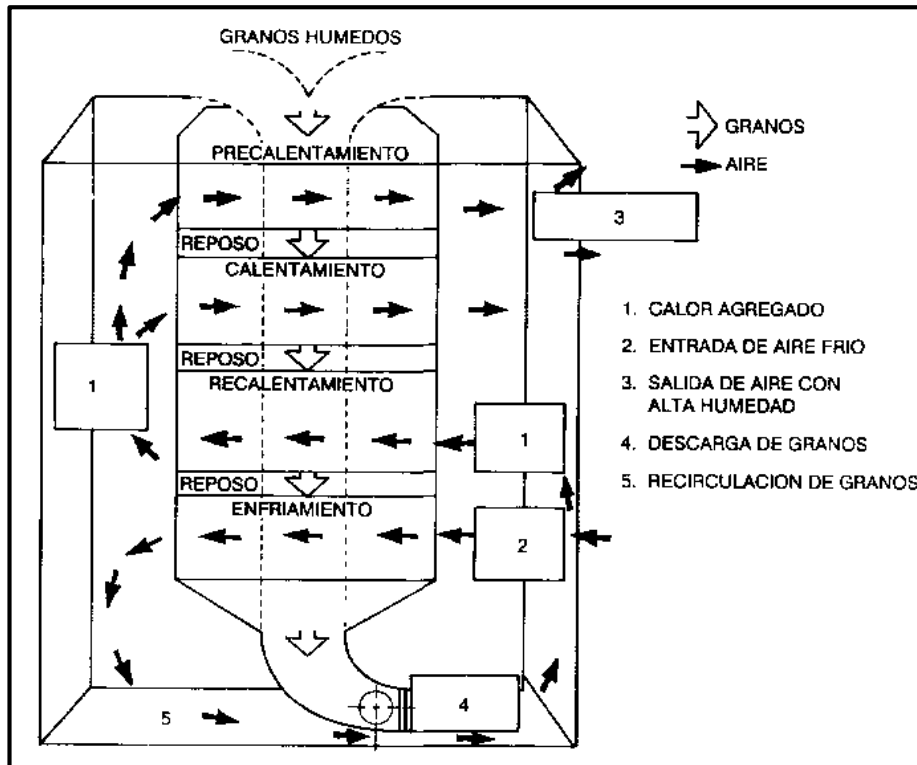 GRANOS HUMEDOS
GRANOS
AIRE
PRECALENTAMIENTO
3
REPOSO
CALENTAMIENTO
1. CALOR AGREGADO
2. ENTRADA DE AIRE FRIO
3. SALIDA DE AIRE CON
ALTA HUMEDAD
4. DESCARGA DE GRANOS
5. RECIRCULACION DE GRANOS
REPOSO
RECALENTAMIENTO
1
1
REPOSO
ENFRIAMIENTO
2
5
4